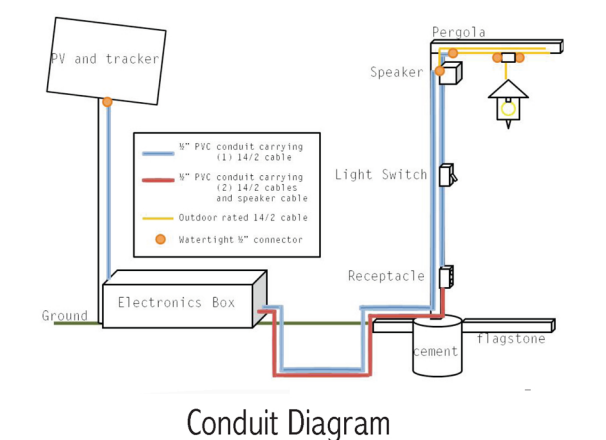 Pergola
PV and tracker
Speaker
½" PVC conduit carrying
(1) 14/2 cable
½" PVC conduit carrying
(2) 14/2 cables
and speaker cable
Outdoor rated 14/2 cable
Watertight ½" connector
Light Switch
Receptacle
Electronics Box
Ground
flagstone
cement
Conduit Diagram